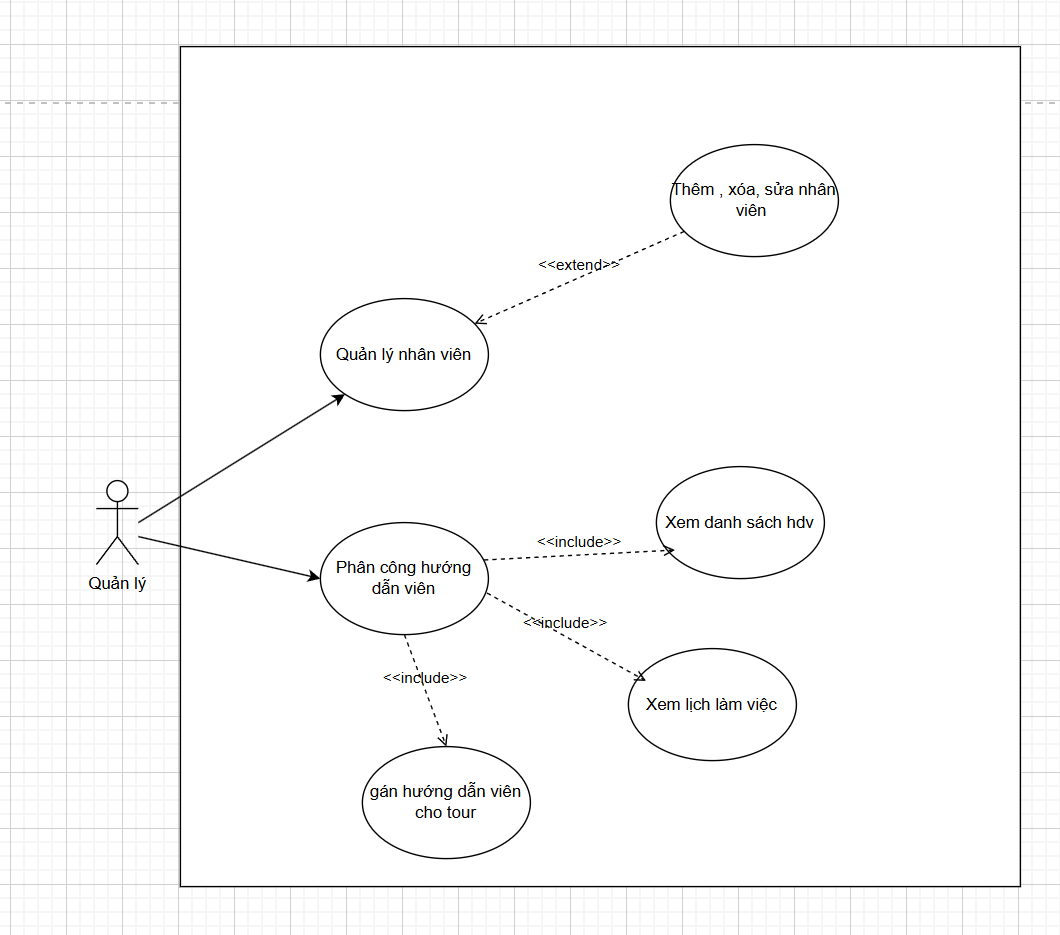 Thêm , xóa, sửa nhân
viên
<<extend>>
Quản lý nhân viên
Xem danh sách hdv
<<include>>
Phân công hướng
dẫn viên
Quản lý
<<include>>
<<include>>
Xem lịch làm việc
gán hướng dẫn viên
cho tour